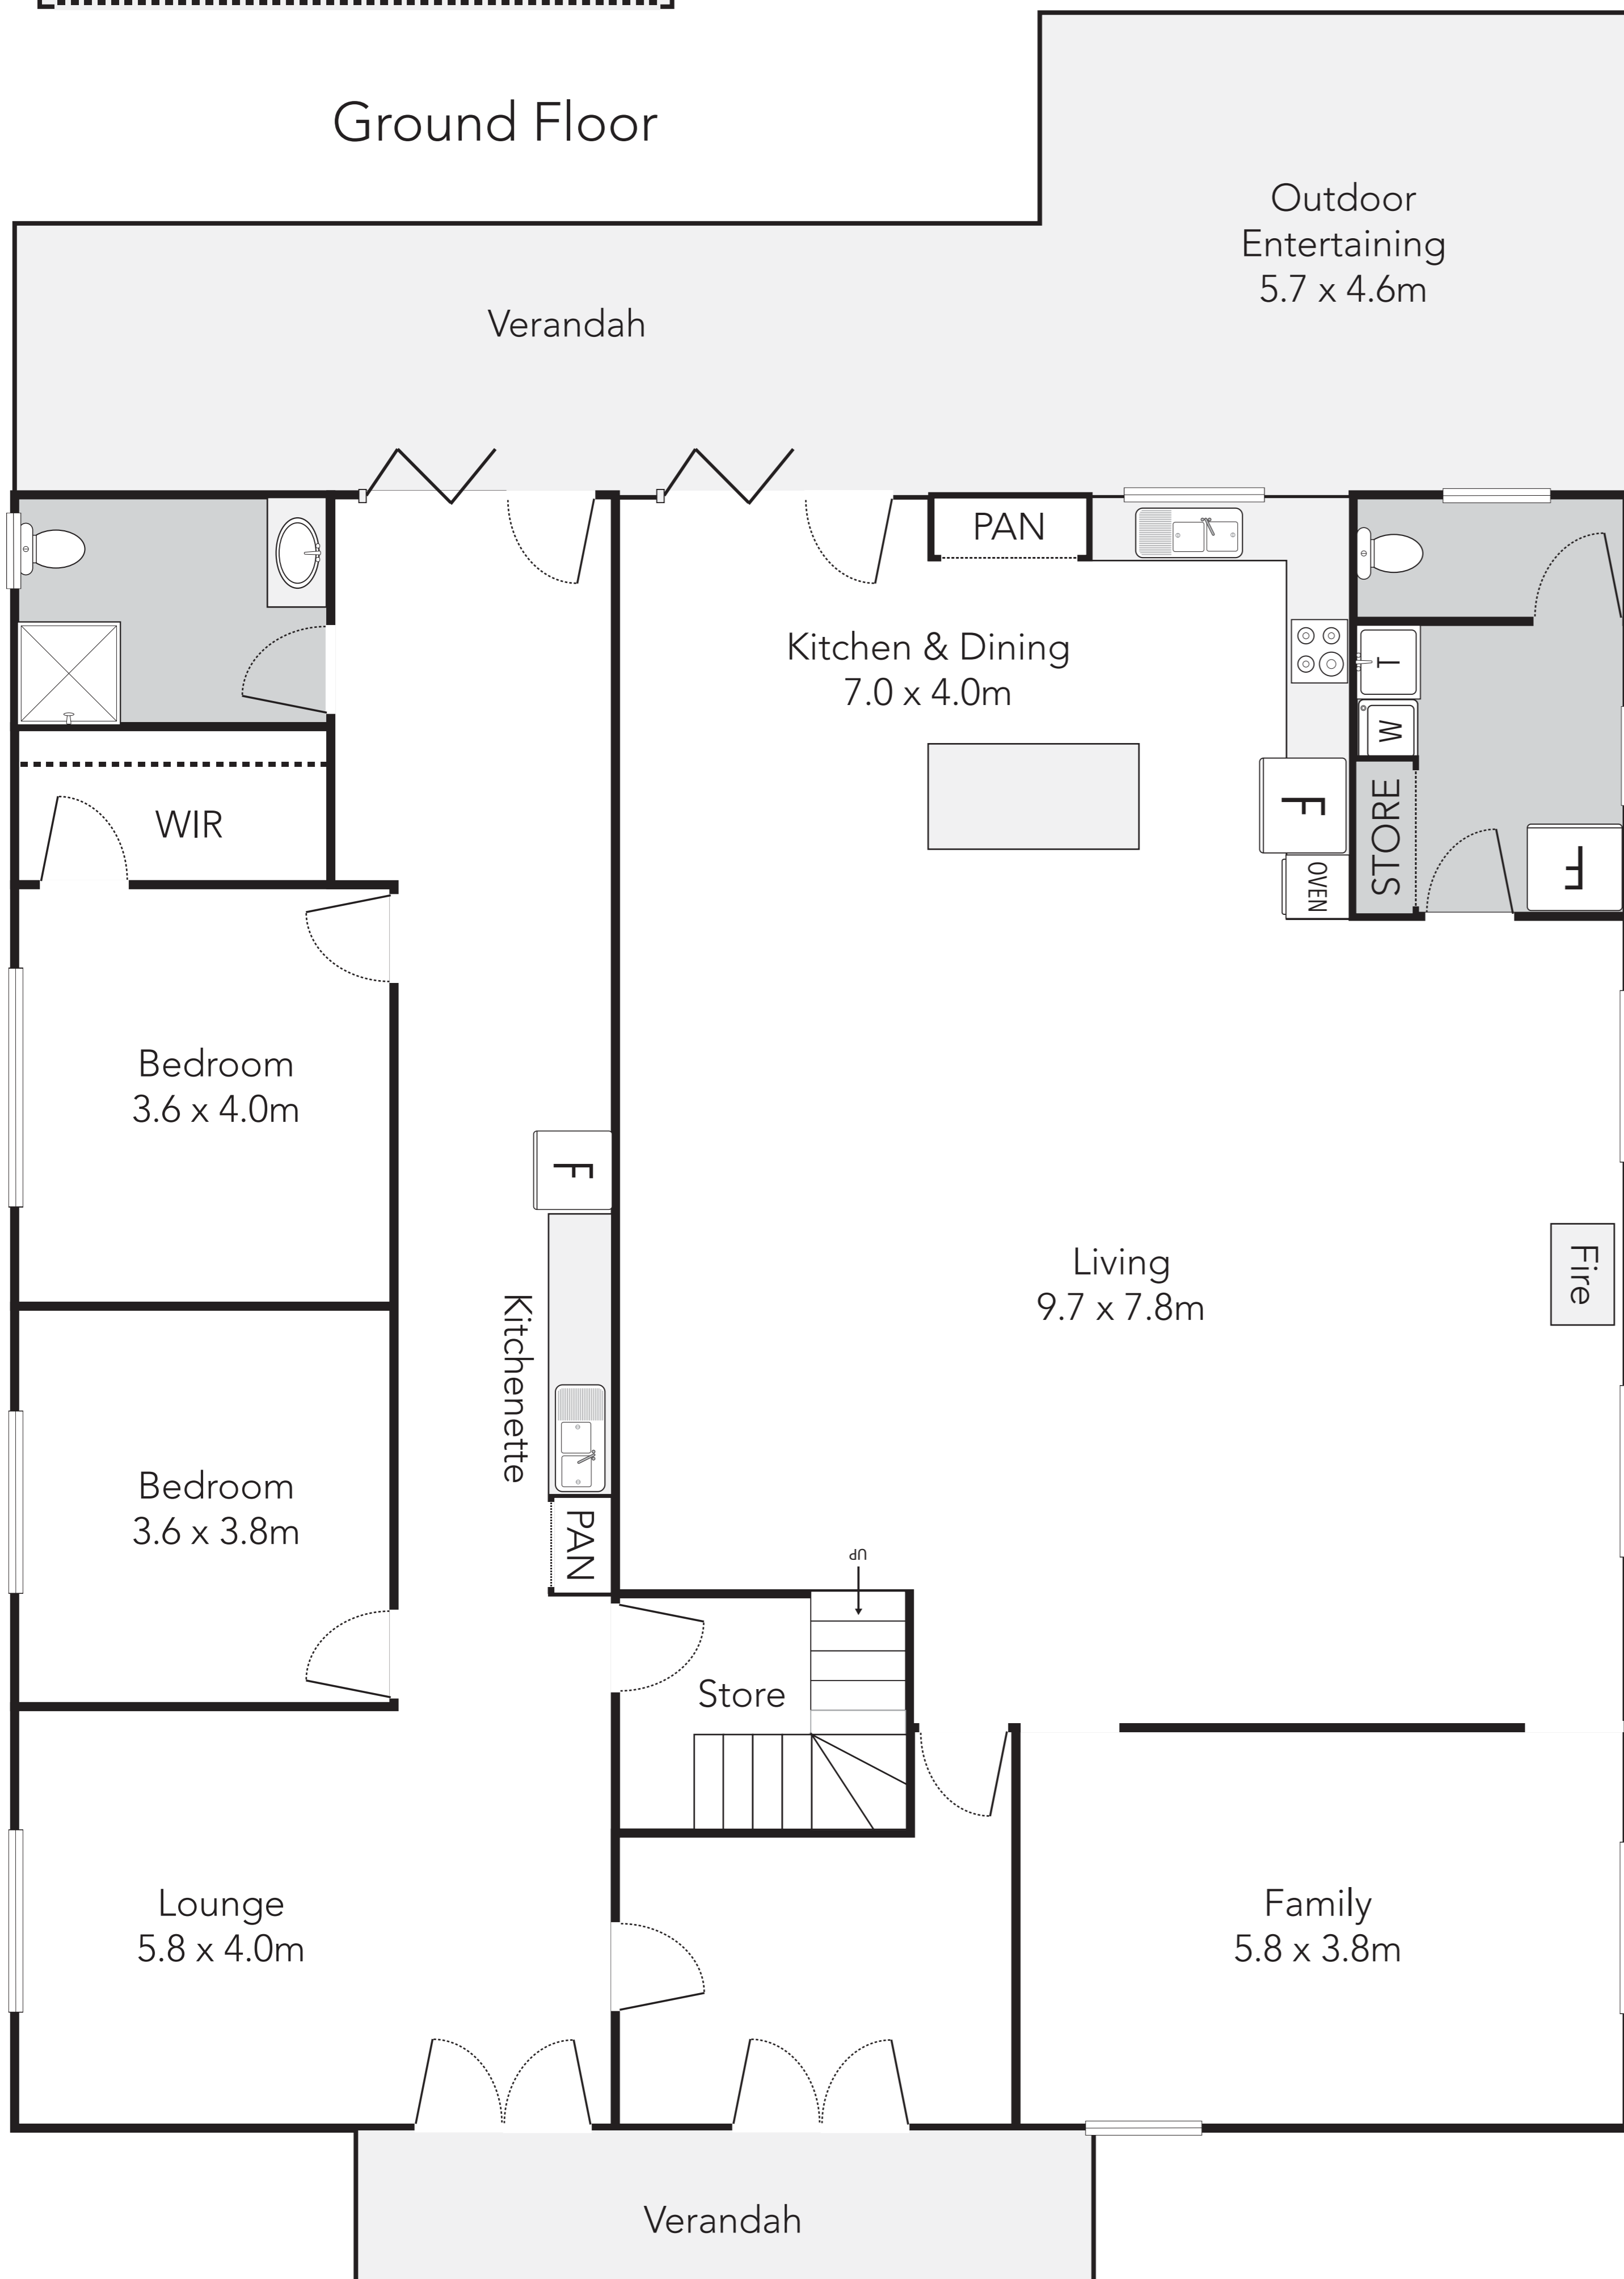 Ground Floor
Outdoor
Entertaining
5.7 x 4.6m
Verandah
PAN
Kitchen & Dining
7.0 x 4.0m
T
W
WIR
F
STORE
OVEN
F
Bedroom
3.6 x 4.0m
F
Living
9.7 x 7.8m
Fire
Kitchenette
Bedroom
3.6 x 3.8m
PAN
UP
Store
Lounge
5.8 x 4.0m
Family
5.8 x 3.8m
Verandah